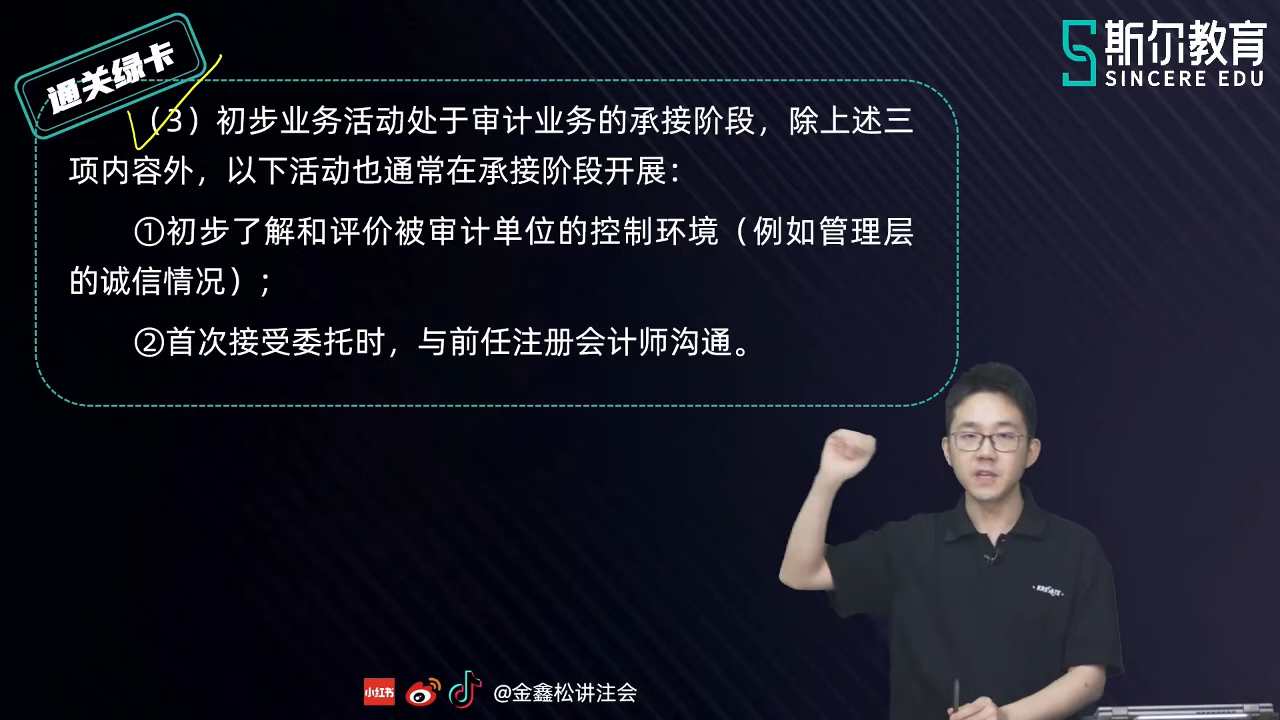 通关绿卡
斯尔教育
SINCERE EDU
（3）初步业务活动处于审计业务的承接阶段，除上述三
项内容外，以下活动也通常在承接阶段开展：
①初步了解和评价被审计单位的控制环境（例如管理层
的诚信情况）；
②首次接受委托时，与前任注册会计师沟通。
小红书
@金鑫松讲注会